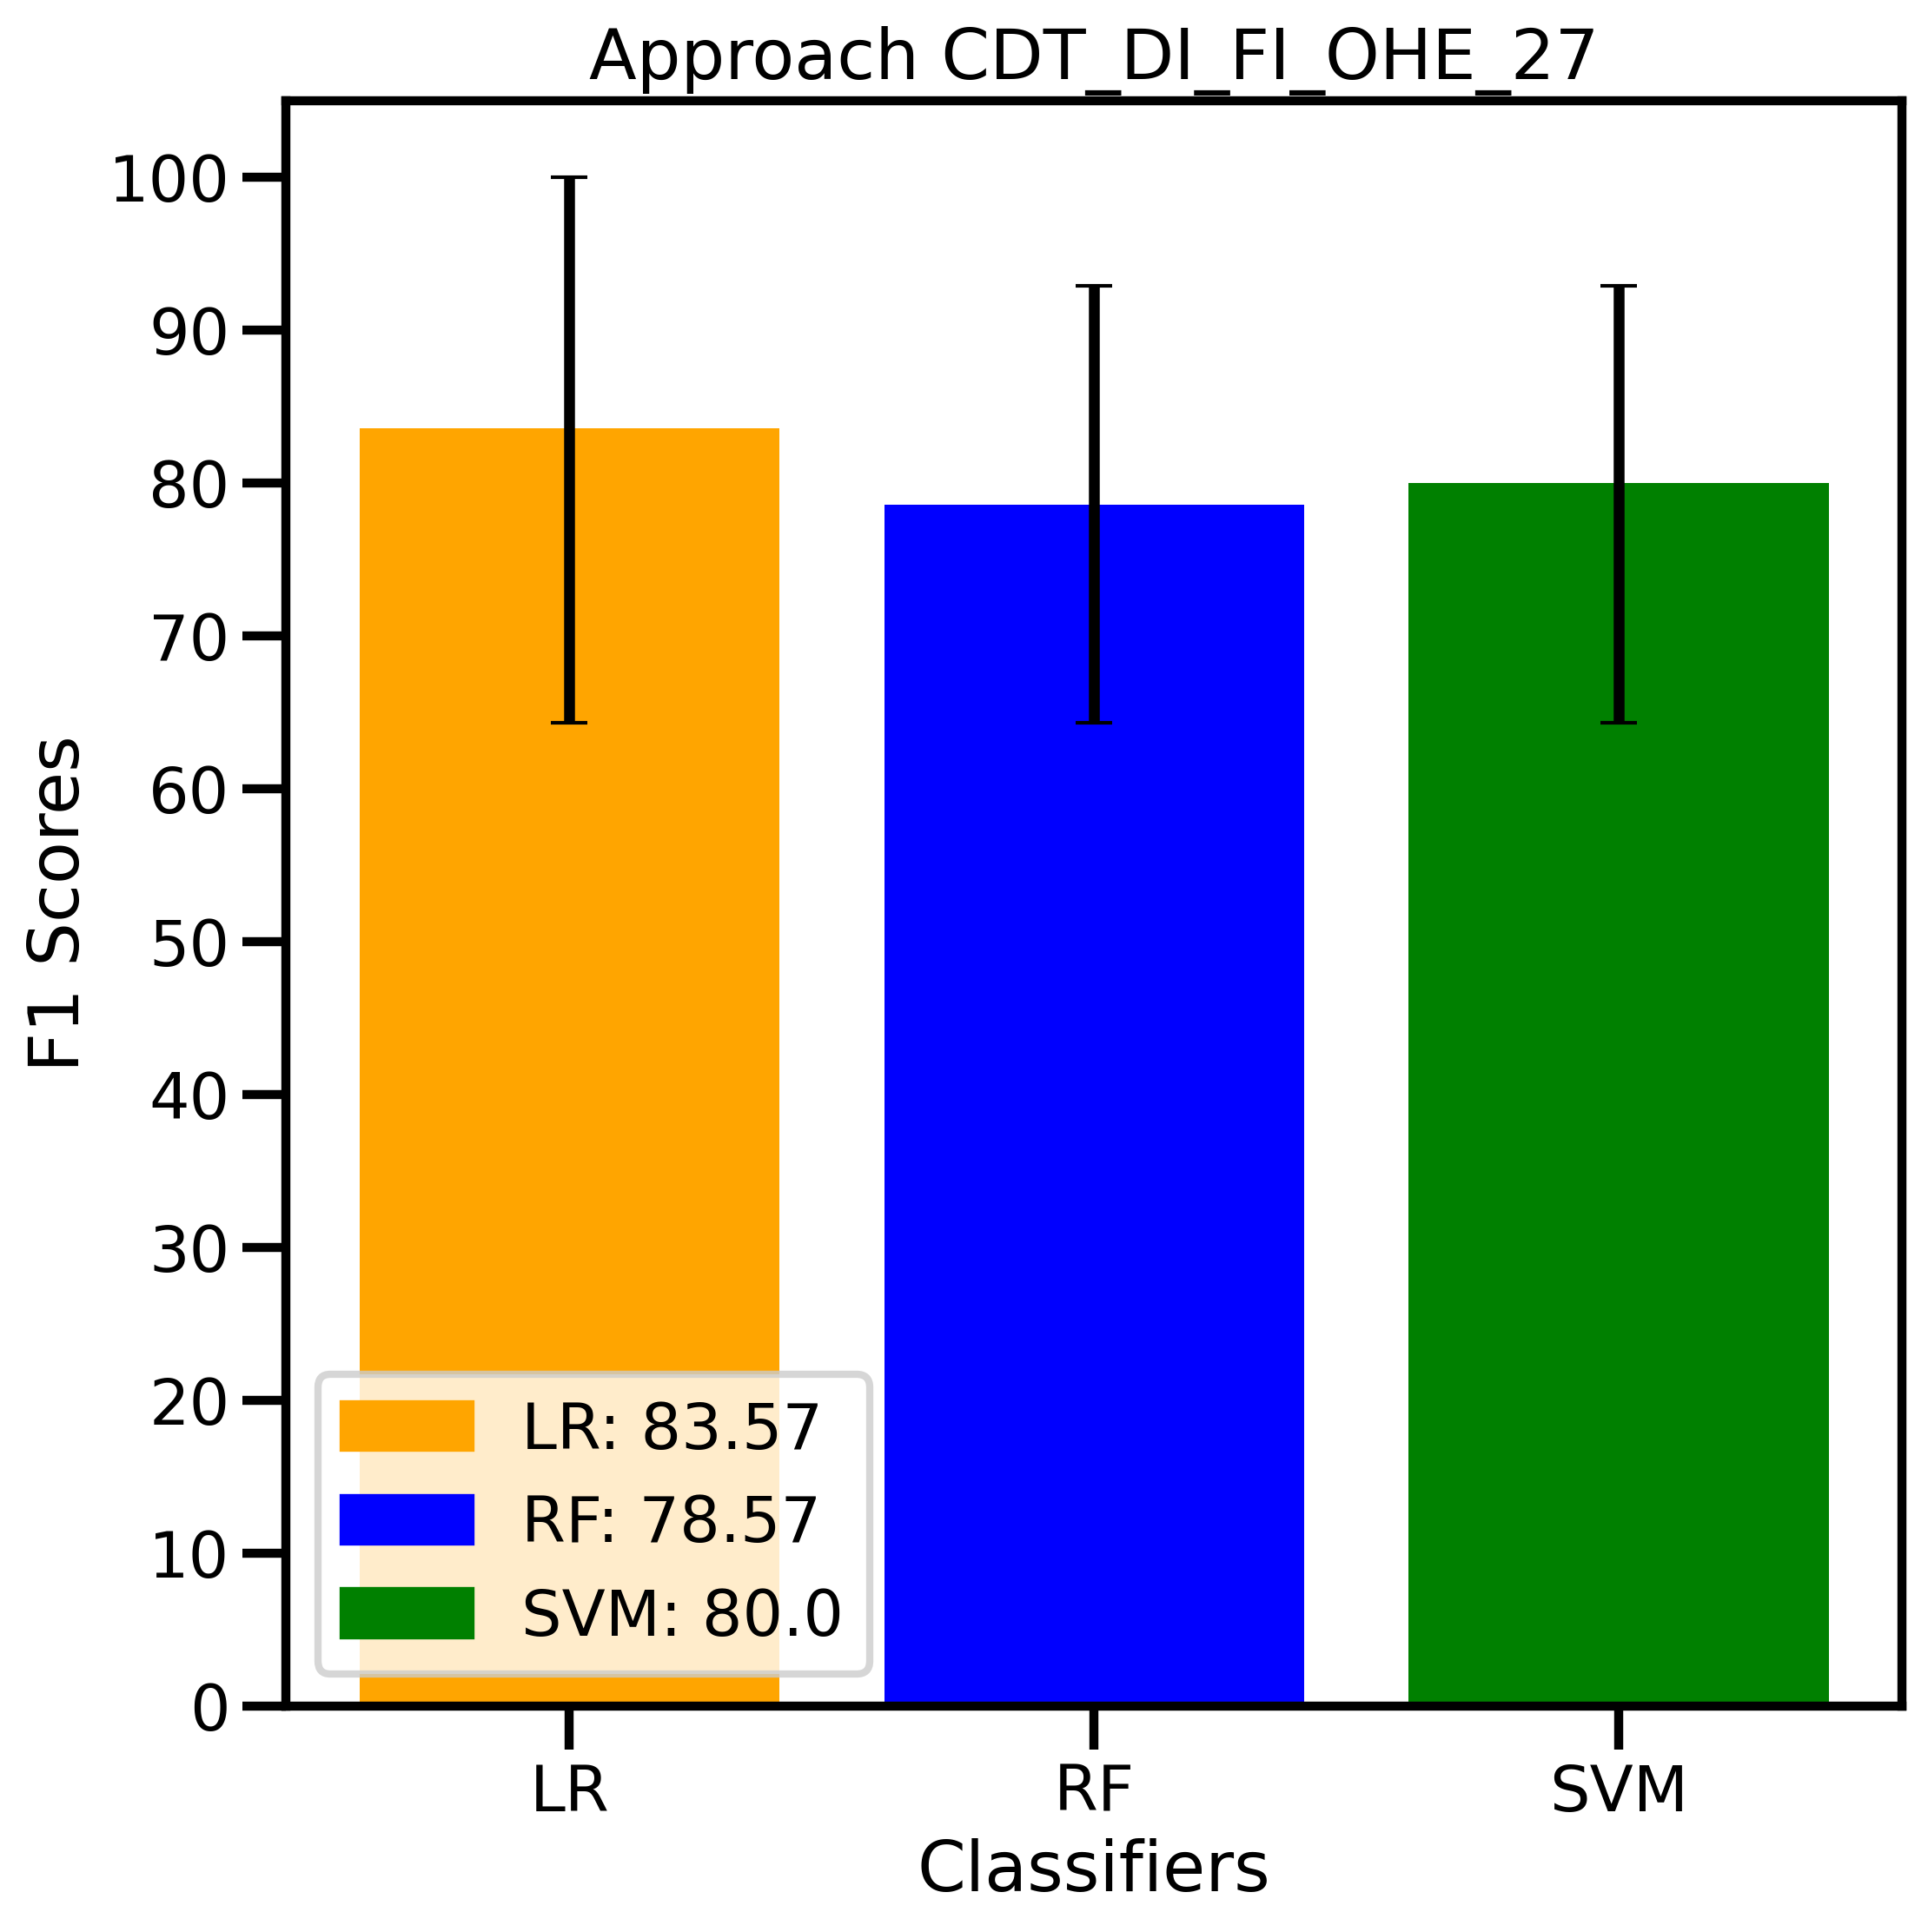 Approach CDT_DI_FI_OHE_27
F1 Scores
100
90
80
70
60
50
40
30
20
10
0
LR: 83.57
RF: 78.57
SVM: 80.0
LR RF SVM
Classifiers